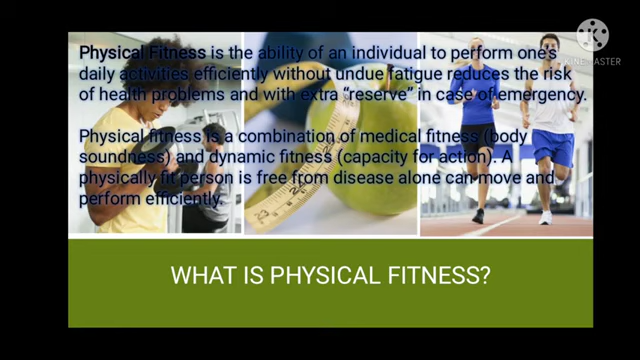 Physical Fitness is the ability of an individual to perform one's
daily activities efficiently without undue fatigue reduces the risk
of health problems and with extra “reserve” in case of emergency.
Physical fitness is a combination of medical fitness (body
soundness) and dynamic fitness (capacity for action). A
physically fit person is free from disease alone can move and
perform efficiently.
WHAT IS PHYSICAL FITNESS?
KINEMASTER
23